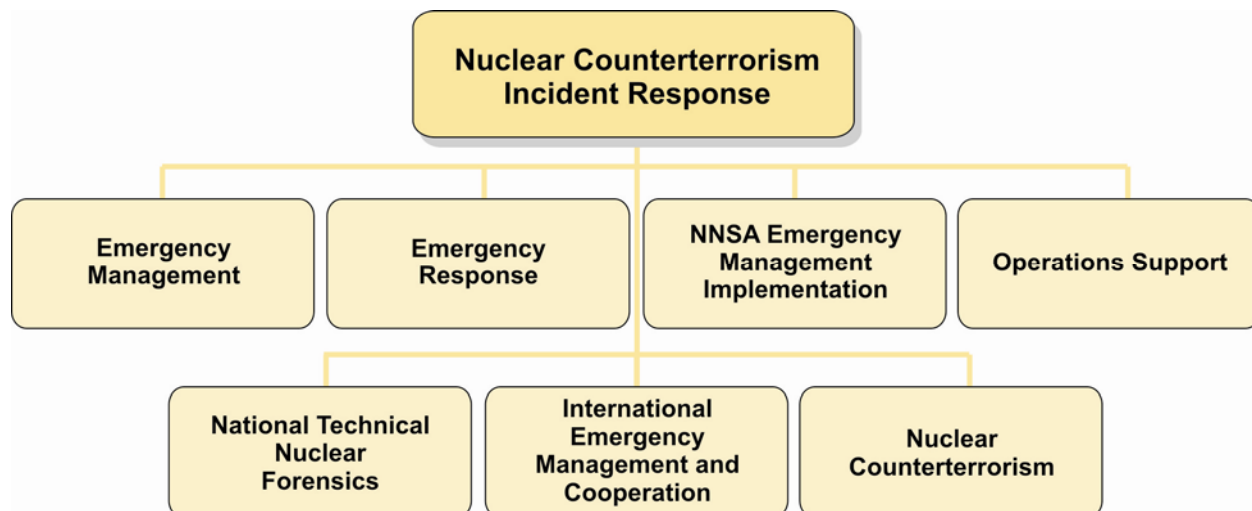 Nuclear Counterterrorism
Incident Response
Emergency
Management
Emergency
Response
NNSA Emergency
Management
Implementation
Operations Support
National Technical
Nuclear
Forensics
International
Emergency
Management and
Cooperation
Nuclear
Counterterrorism